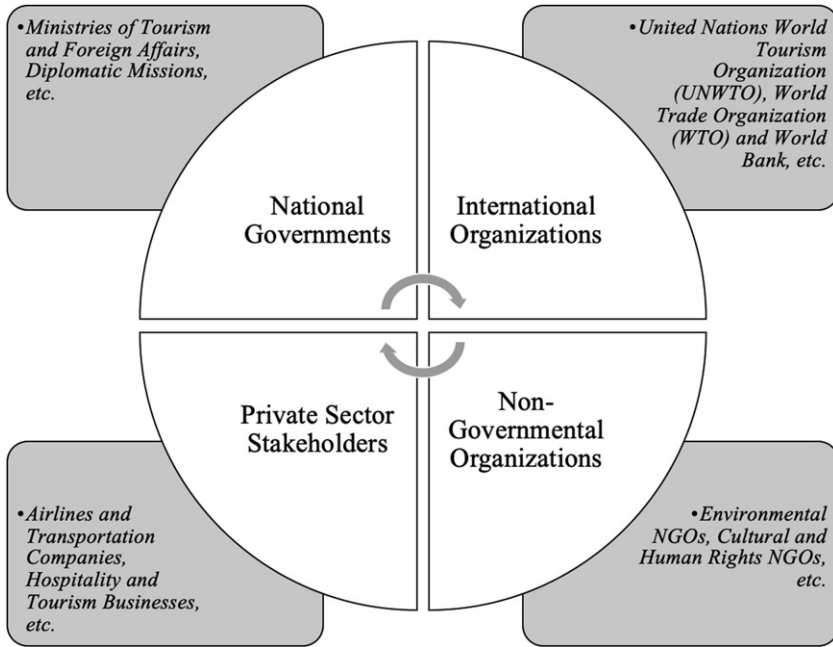 •Ministries of Tourism
and Foreign Affairs,
Diplomatic Missions,
etc.
•United Nations World
Tourism
Organization
(UNWTO), World
Trade Organization
(WTO) and World
Bank, etc.
National
Governments
International
Organizations
Private Sector
Stakeholders
Non-
Governmental
Organizations
•Airlines and
Transportation
Companies,
Hospitality and
Tourism Businesses,
etc.
•Environmental
NGOs, Cultural and
Human Rights NGOs,
etc.